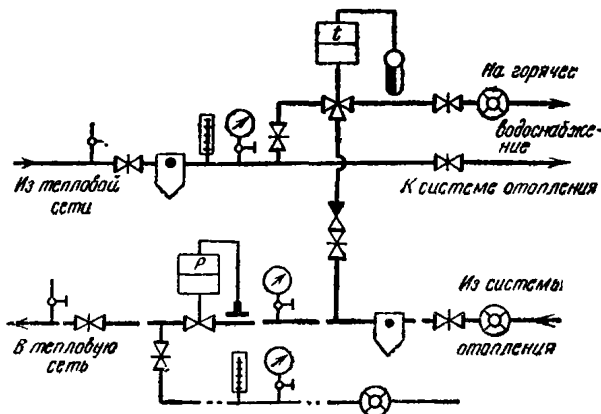 t
На горячее
водоснабже-
ние
Из тепловой
сети
К системе отопления
P
Из системы
отопления
В тепловую
сеть